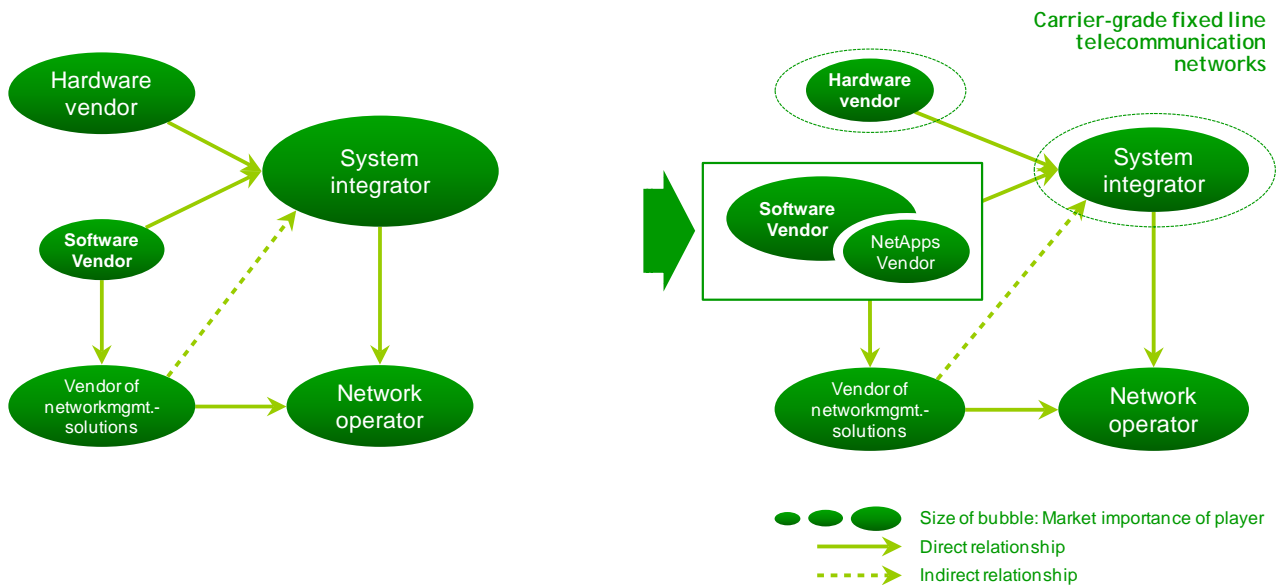 Carrier-grade fixed line
telecommunication
networks
Hardware
vendor
System
integrator
Software
Vendor
Vendor of
networkmgmt.-
solutions
Network
operator
Hardware
vendor
System
integrator
Software
Vendor
NetApps
Vendor
Vendor of
networkmgmt.-
solutions
Network
operator
Size of bubble: Market importance of player
Direct relationship
Indirect relationship